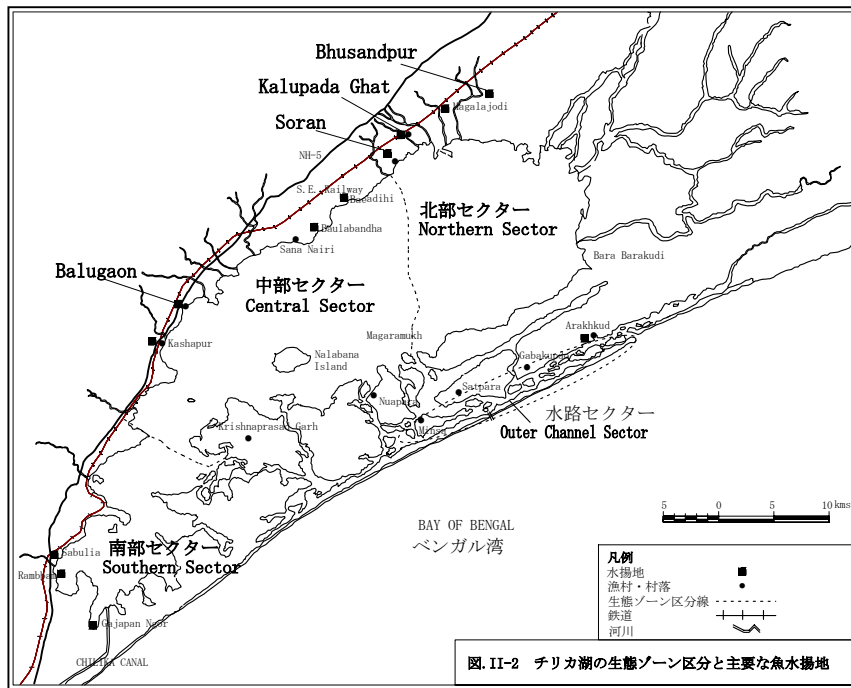 Bhusandpur
Kalupada Ghat
Magalajodi
Soran
NH-5
S.E. Railway
北部セクター
Northern Sector
Daulabandha
Sana Nairi
Bara Barakudi
中部セクター
Central Sector
Balugaon
Arakhkud
Magaramukh
Kashapur
Nalabana
Island
Gabakunda
Satpara
Nuapara
水路セクター
Outer Channel Sector
Minsa
Krishnaprasad Garh
5 0 5 10 kms
BAY OF BENGAL
ベンガル湾
南部セクター
Southern Sector
Sabulia
Gajapan Ngor
CHILIKA CANAL
凡例
水揚地
漁村・村落
生態ゾーン区分線
鉄道
河川
図.II-2 チリカ湖の生態ゾーン区分と主要な魚水揚地